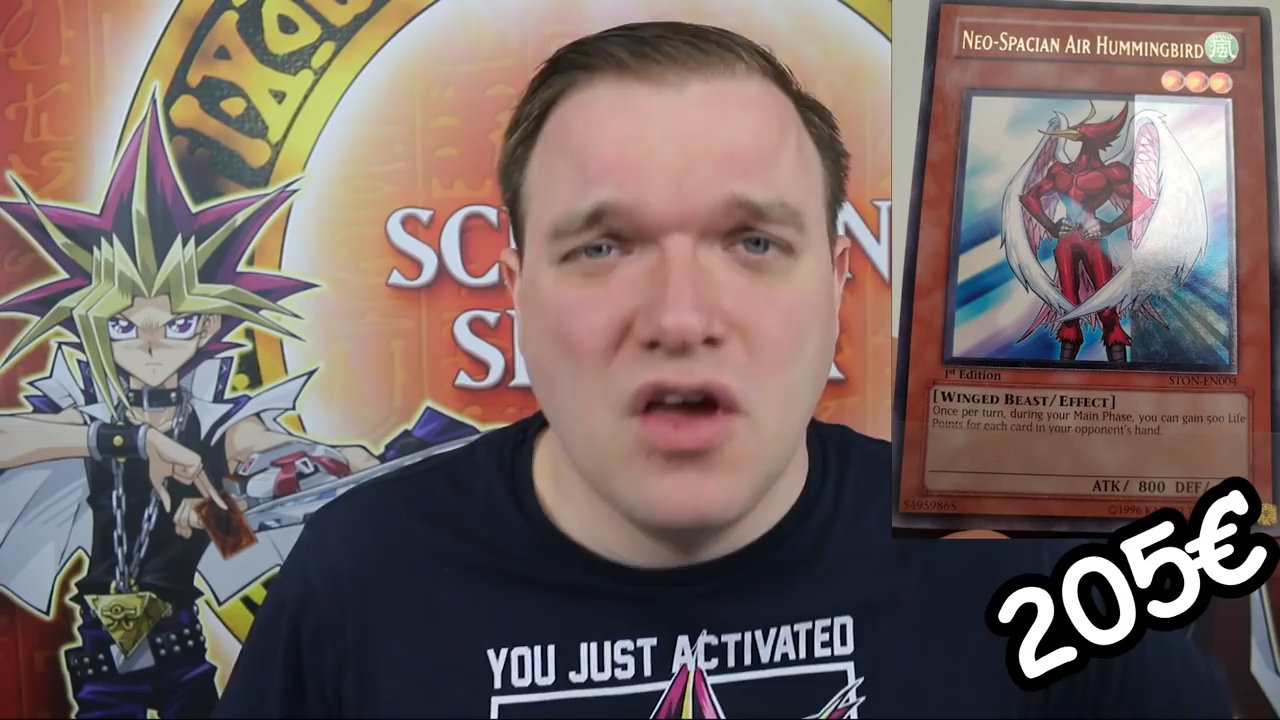 NEO-SPACIAN AIR HUMMINGBIRD
風
1st Edition
STON-EN004
[WINGED BEAST/EFFECT]
Once per turn, during your Main Phase, you can gain 500 Life
Points for each card in your opponent's hand.
ATK/ 800 DEF/
54959865
©1996
205€
YOU JUST ACTIVATED